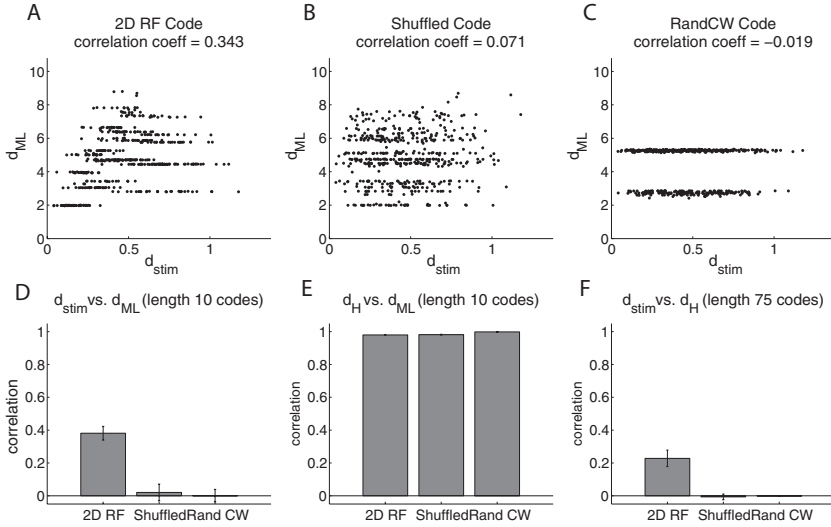 A
2D RF Code
correlation coeff = 0.343
10
8
6
4
2
0
d_ML
0
0.5
1
d_stim
B
Shuffled Code
correlation coeff = 0.071
10
8
6
4
2
0
d_ML
0
0.5
1
d_stim
C
RandCW Code
correlation coeff = −0.019
10
8
6
4
2
0
d_ML
0
0.5
1
d_stim
D
d_stim vs. d_ML (length 10 codes)
1
0.8
0.6
0.4
0.2
0
correlation
2D RF ShuffledRand CW
E
d_H vs. d_ML (length 10 codes)
1
0.8
0.6
0.4
0.2
0
correlation
2D RF ShuffledRand CW
F
d_stim vs. d_H (length 75 codes)
1
0.8
0.6
0.4
0.2
0
correlation
2D RF ShuffledRand CW